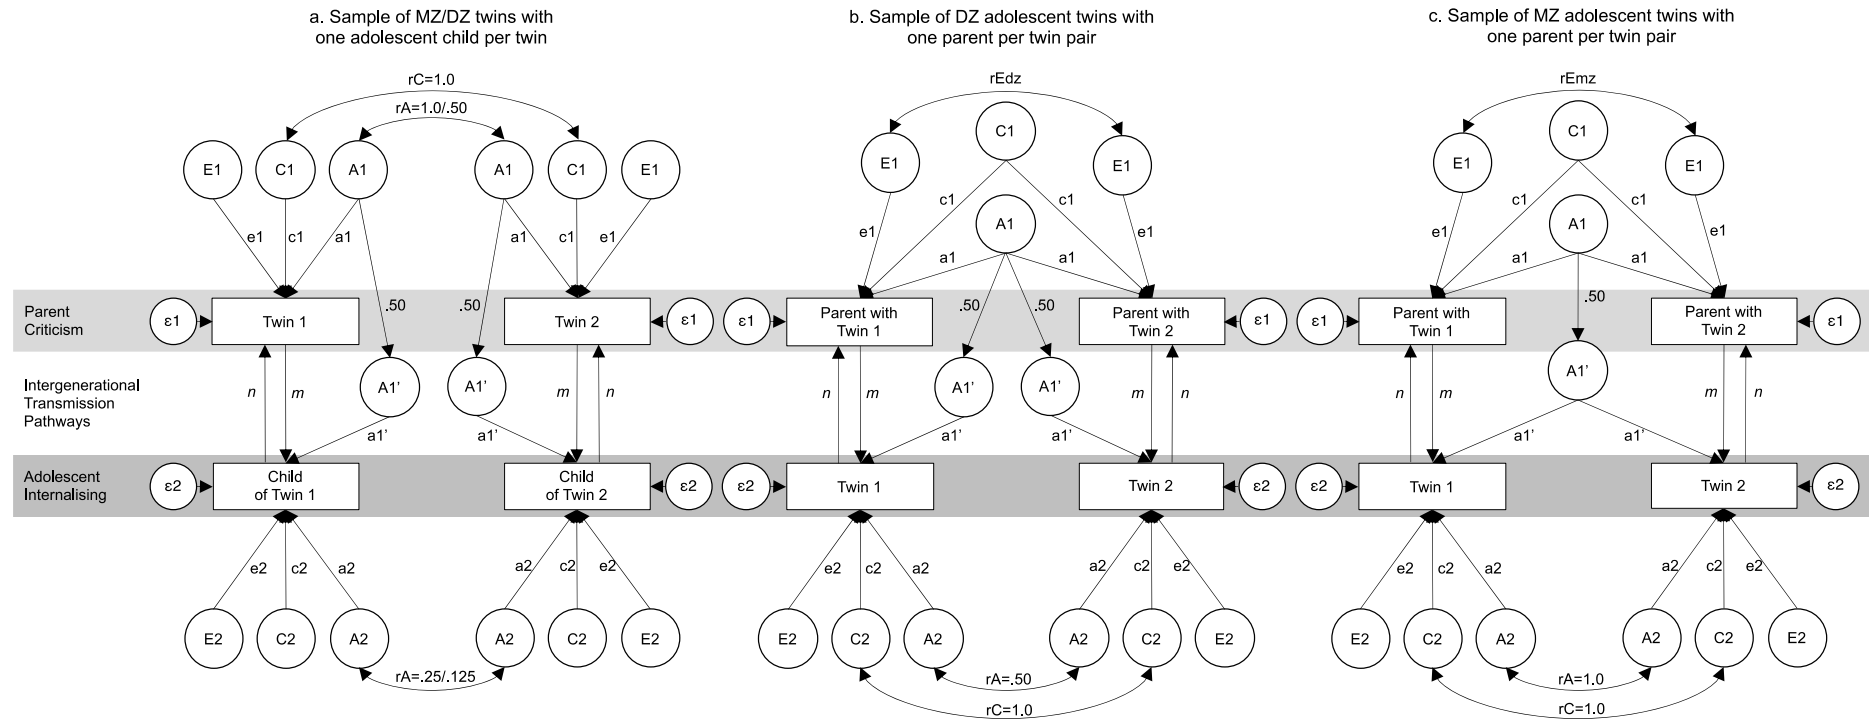 a. Sample of MZ/DZ twins with
one adolescent child per twin
b. Sample of DZ adolescent twins with
one parent per twin pair
c. Sample of MZ adolescent twins with
one parent per twin pair
rC=1.0
rA=1.0/.50
rEdz
rEmz
E1 C1 A1 A1 C1 E1
E1 C1 E1
A1
E1 C1 E1
A1
e1 c1 a1 a1 c1 e1
e1 c1 c1 e1
a1 a1
e1 c1 c1 e1
a1 a1
Parent
Criticism
ε1
Twin 1
.50
.50
Twin 2
ε1
ε1
Parent with
Twin 1
.50
.50
Parent with
Twin 2
ε1
ε1
Parent with
Twin 1
.50
Parent with
Twin 2
ε1
Intergenerational
Transmission
Pathways
n m A1' A1' m n
n m A1' A1' m n
n m A1' m n
a1' a1'
a1' a1'
a1' a1'
Adolescent
Internalising
ε2
Child
of Twin 1
Child
of Twin 2
ε2
ε2
Twin 1
Twin 2
ε2
ε2
Twin 1
Twin 2
ε2
e2 c2 a2 a2 c2 e2
e2 c2 a2 a2 c2 e2
e2 c2 a2 a2 c2 e2
E2 C2 A2 A2 C2 E2
E2 C2 A2 A2 C2 E2
E2 C2 A2 A2 C2 E2
rA=.25/.125
rA=.50
rC=1.0
rA=1.0
rC=1.0